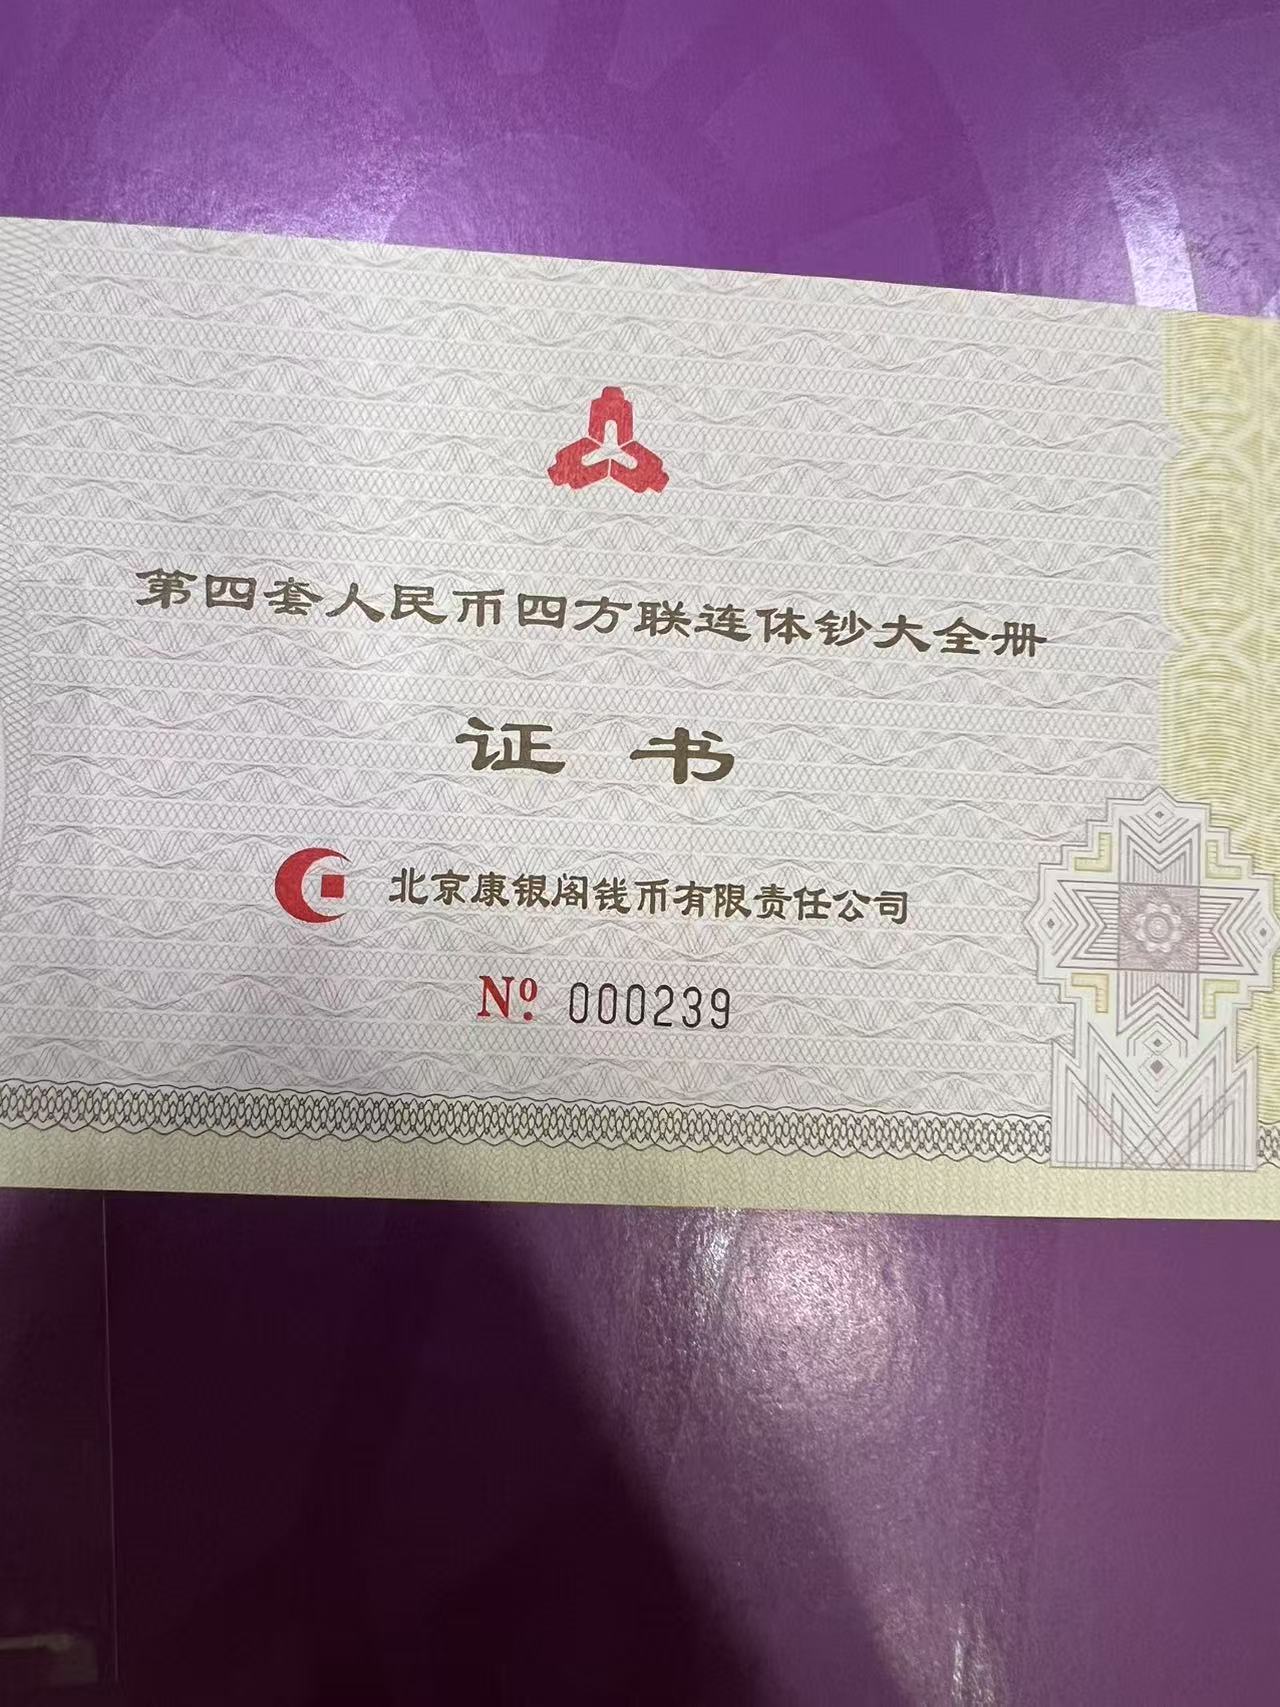 第四套人民币四方联连体钞大全册
证书
北京康银阁钱币有限责任公司
Nº. 000239